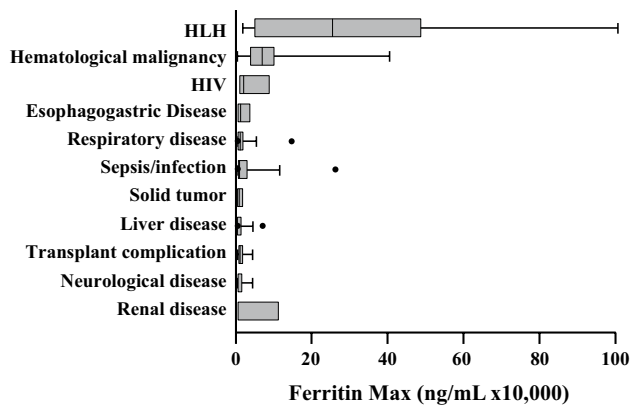 HLH
Hematological malignancy
HIV
Esophagogastric Disease
Respiratory disease
Sepsis/infection
Solid tumor
Liver disease
Transplant complication
Neurological disease
Renal disease
0 20 40 60 80 100
Ferritin Max (ng/mL x10,000)